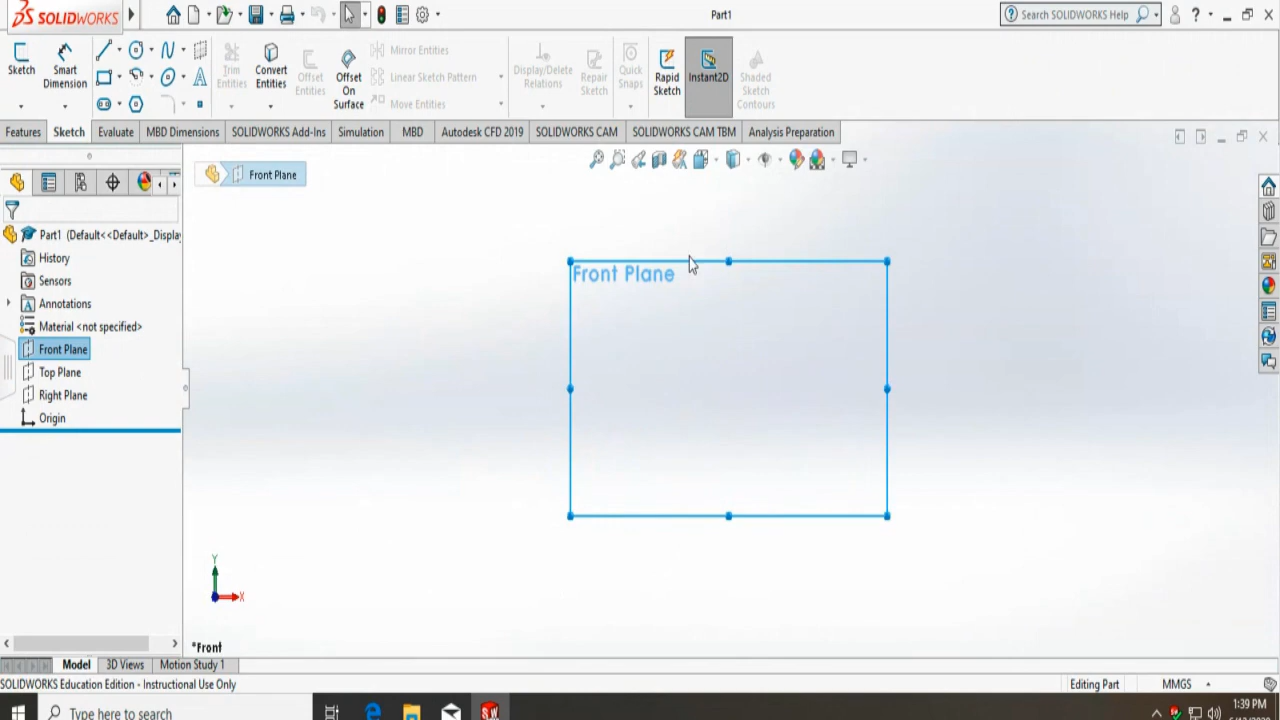 SOLIDWORKS
Part1
Search SOLIDWORKS Help
Sketch
Smart Dimension
Trim Entities
Convert Entities
Offset Entities
Offset On Surface
Mirror Entities
Linear Sketch Pattern
Move Entities
Display/Delete Relations
Repair Sketch
Quick Snaps
Rapid Sketch
Instant2D
Shaded Sketch Contours
Features
Sketch
Evaluate
MBD Dimensions
SOLIDWORKS Add-Ins
Simulation
MBD
Autodesk CFD 2019
SOLIDWORKS CAM
SOLIDWORKS CAM TBM
Analysis Preparation
Front Plane
Part1 (Default<<Default>_Display
History
Sensors
Annotations
Material <not specified>
Front Plane
Top Plane
Right Plane
Origin
Front Plane
Y
X
*Front
Model
3D Views
Motion Study 1
SOLIDWORKS Education Edition - Instructional Use Only
Editing Part
MMGS
Type here to search
1:39 PM